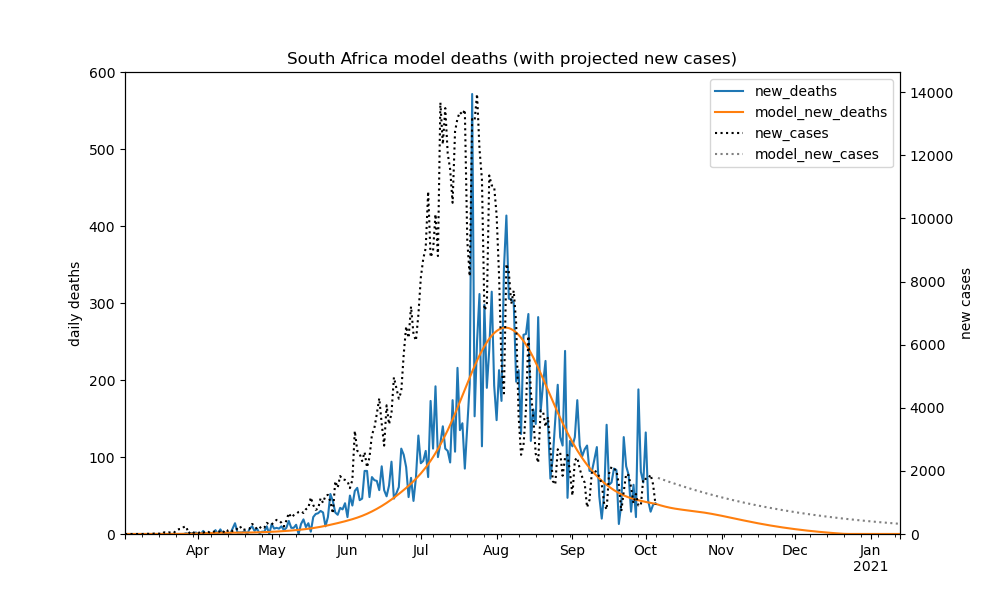 South Africa model deaths (with projected new cases)
600
500
400
300
200
100
0
daily deaths
14000
12000
10000
8000
6000
4000
2000
0
new cases
new_deaths
model_new_deaths
new_cases
model_new_cases
Apr May Jun Jul Aug Sep Oct Nov Dec Jan
2021